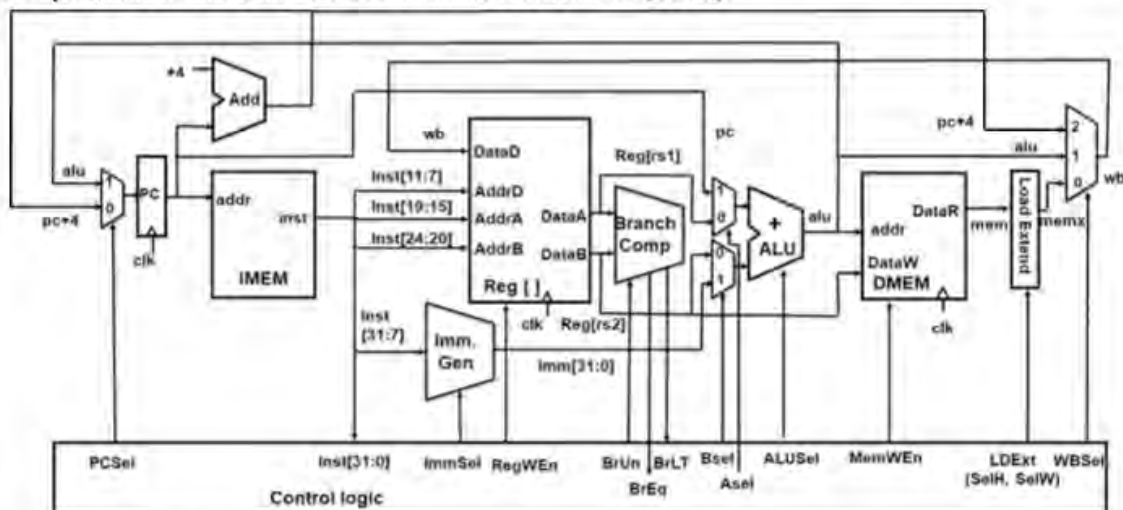 +4
Add
pc
pc+4
2
wb
DataD
alu
1
0
PC
pc+4
clk
addr
inst
IMEM
Inst[11:7]
AddrD
Inst[19:15]
AddrA
Inst[24:20]
AddrB
DataA
DataB
Reg [ ]
clk
Reg[rs1]
Branch
Comp
Reg[rs2]
1
0
0
1
+
ALU
alu
addr
DataR
DataW
DMEM
clk
mem
Load Extend
memx
alu
1
0
wb
Inst
[31:7]
Imm.
Gen
Imm[31:0]
PCSel
Inst[31:0]
ImmSel
RegWEn
BrUn
BrEq
BrLT
Bsel
Asel
ALUSel
MemWEn
LDExt
(SelH, SelW)
WBSel
Control logic